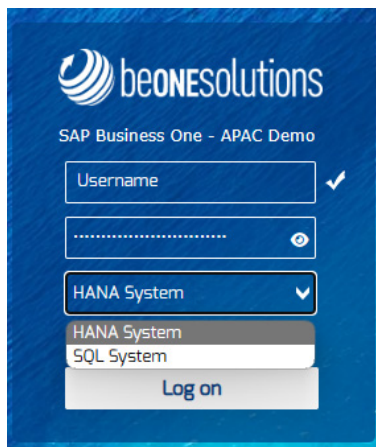 beONEsolutions
SAP Business One - APAC Demo
Username
HANA System
HANA System
SQL System
Log on